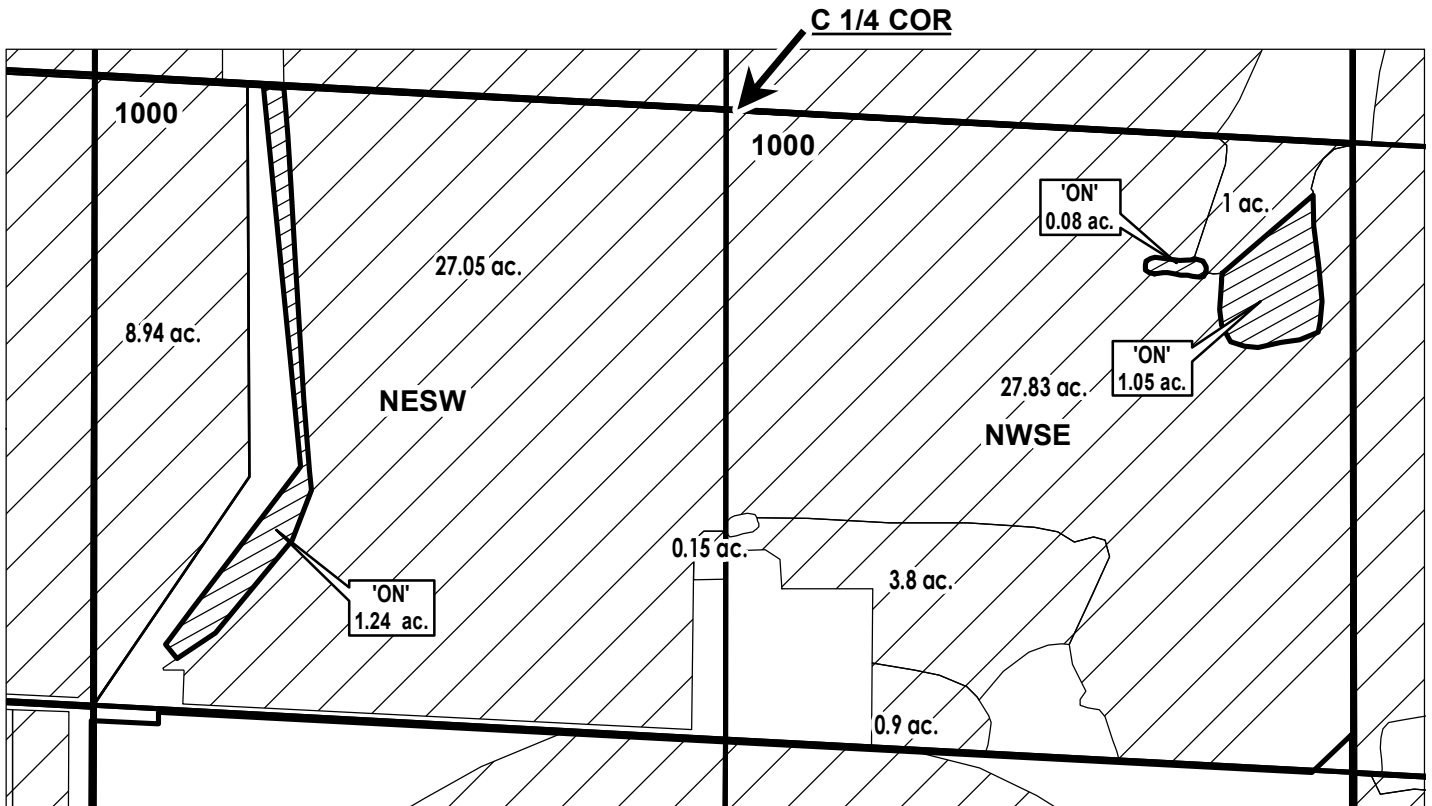 C 1/4 COR
1000
1000
'ON'
0.08 ac.
1 ac.
27.05 ac.
8.94 ac.
'ON'
1.05 ac.
27.83 ac.
NESW
NWSE
0.15 ac.
3.8 ac.
'ON'
1.24 ac.
0.9 ac.